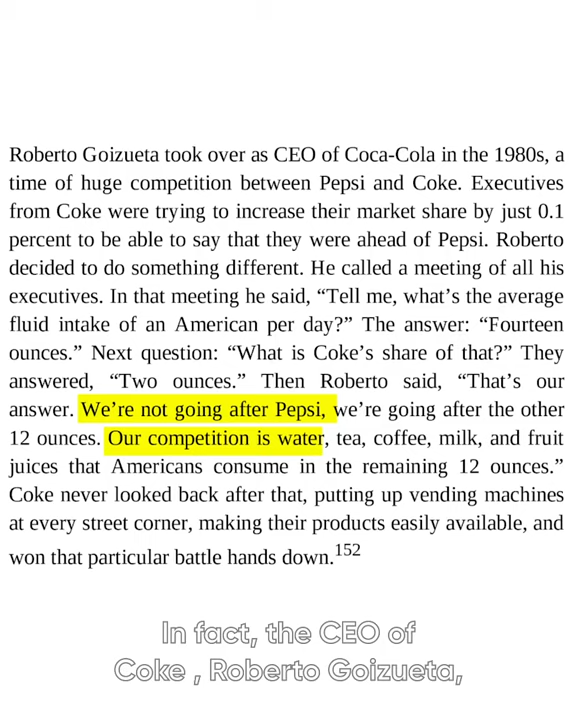 Roberto Goizueta took over as CEO of Coca-Cola in the 1980s, a
time of huge competition between Pepsi and Coke. Executives
from Coke were trying to increase their market share by just 0.1
percent to be able to say that they were ahead of Pepsi. Roberto
decided to do something different. He called a meeting of all his
executives. In that meeting he said, “Tell me, what’s the average
fluid intake of an American per day?” The answer: “Fourteen
ounces.” Next question: “What is Coke’s share of that?” They
answered, “Two ounces.” Then Roberto said, “That’s our
answer. We’re not going after Pepsi, we’re going after the other
12 ounces. Our competition is water, tea, coffee, milk, and fruit
juices that Americans consume in the remaining 12 ounces.”
Coke never looked back after that, putting up vending machines
at every street corner, making their products easily available, and
won that particular battle hands down.152
In fact, the CEO of
Coke , Roberto Goizueta,